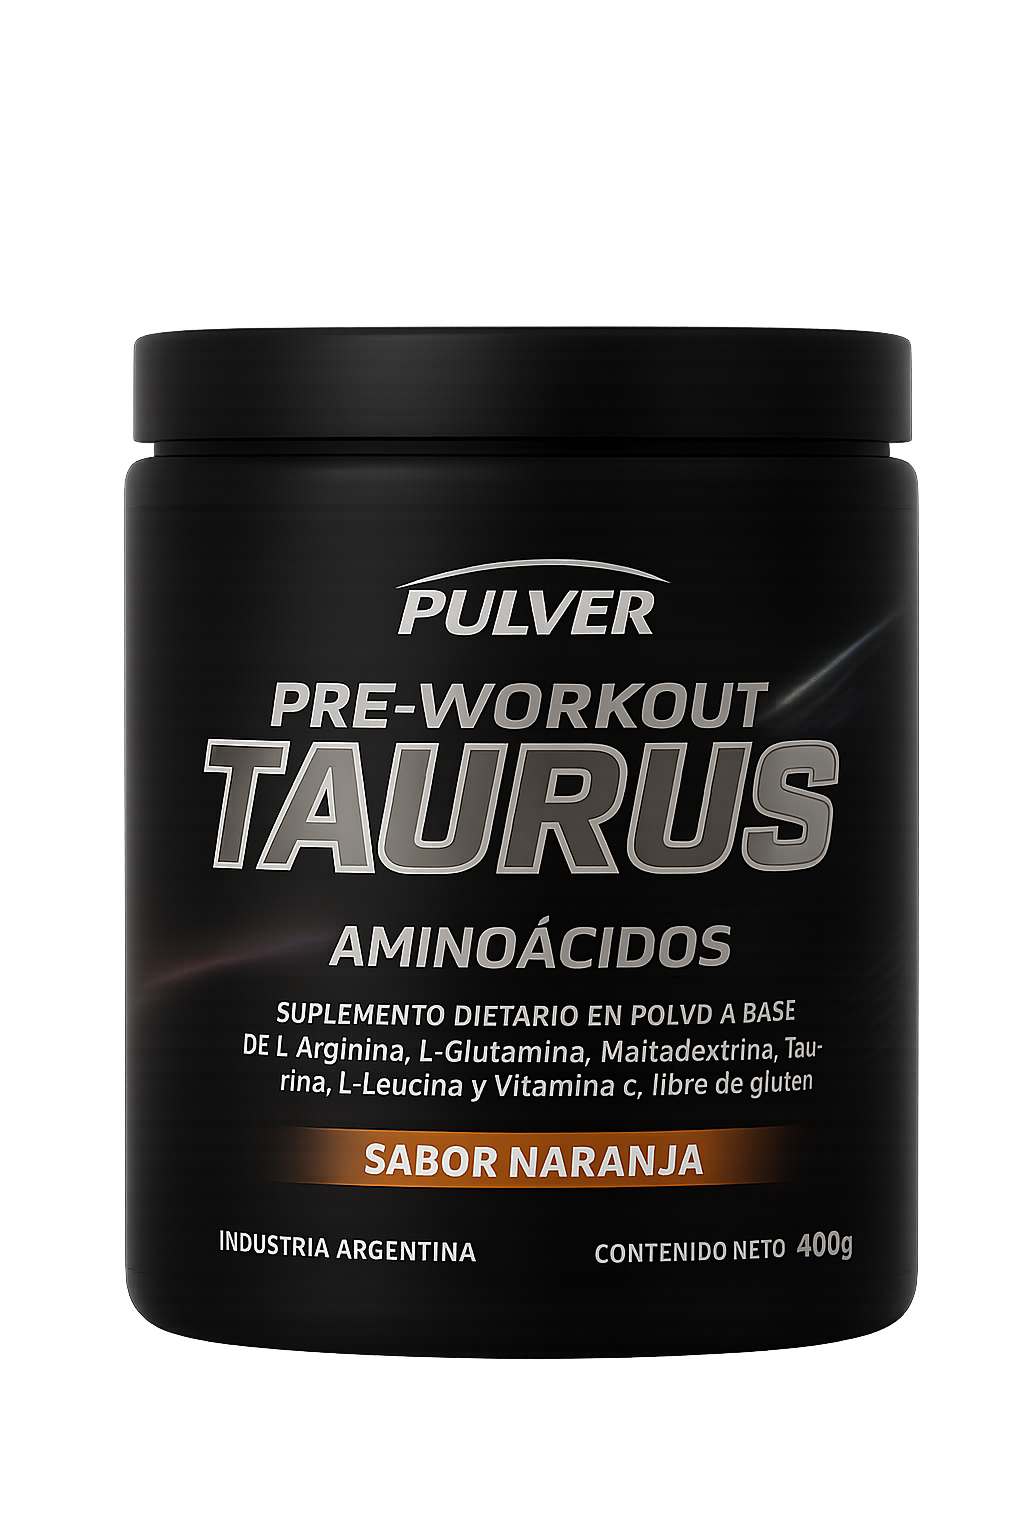 PULVER
PRE-WORKOUT
TAURUS
AMINOÁCIDOS
SUPLEMENTO DIETARIO EN POLVD A BASE
DE L Arginina, L-Glutamina, Maitadextrina, Tau-
rina, L-Leucina y Vitamina c, libre de gluten
SABOR NARANJA
INDUSTRIA ARGENTINA
CONTENIDO NETO 400g